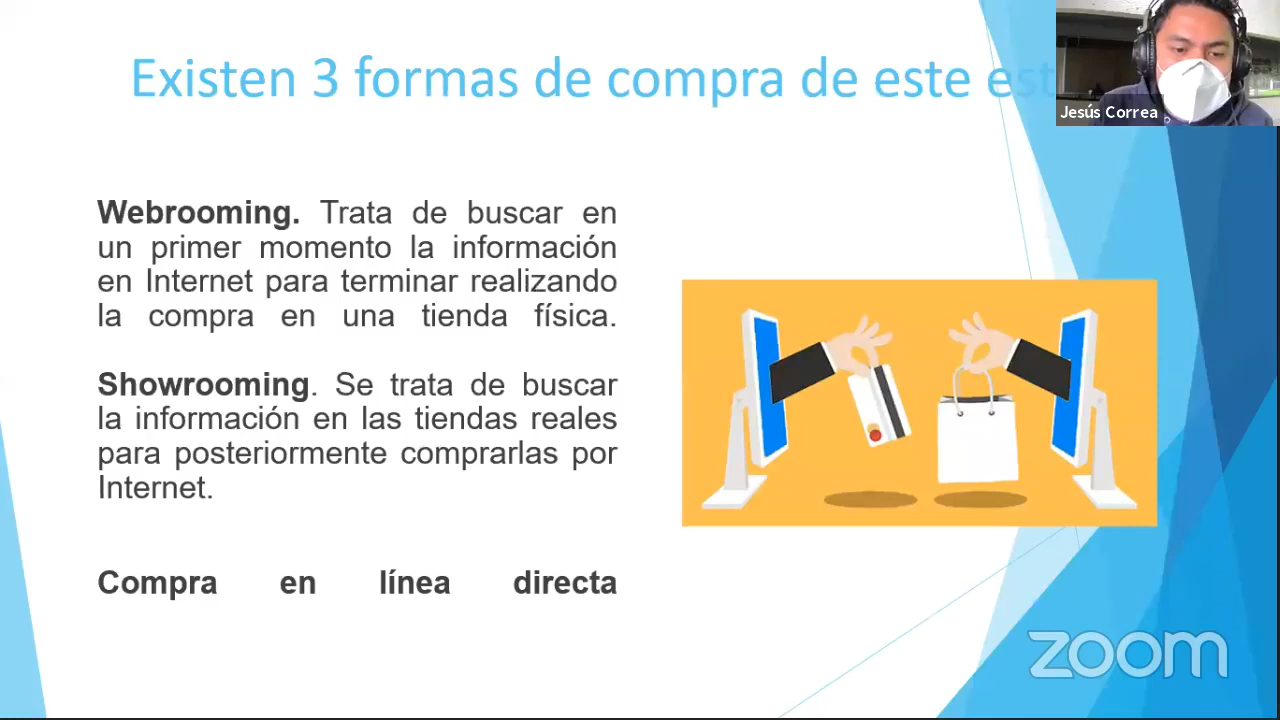 Existen 3 formas de compra de este
Jesús Correa
Webrooming. Trata de buscar en
un primer momento la información
en Internet para terminar realizando
la compra en una tienda física.
Showrooming. Se trata de buscar
la información en las tiendas reales
para posteriormente comprarlas por
Internet.
Compra en línea directa
zoom